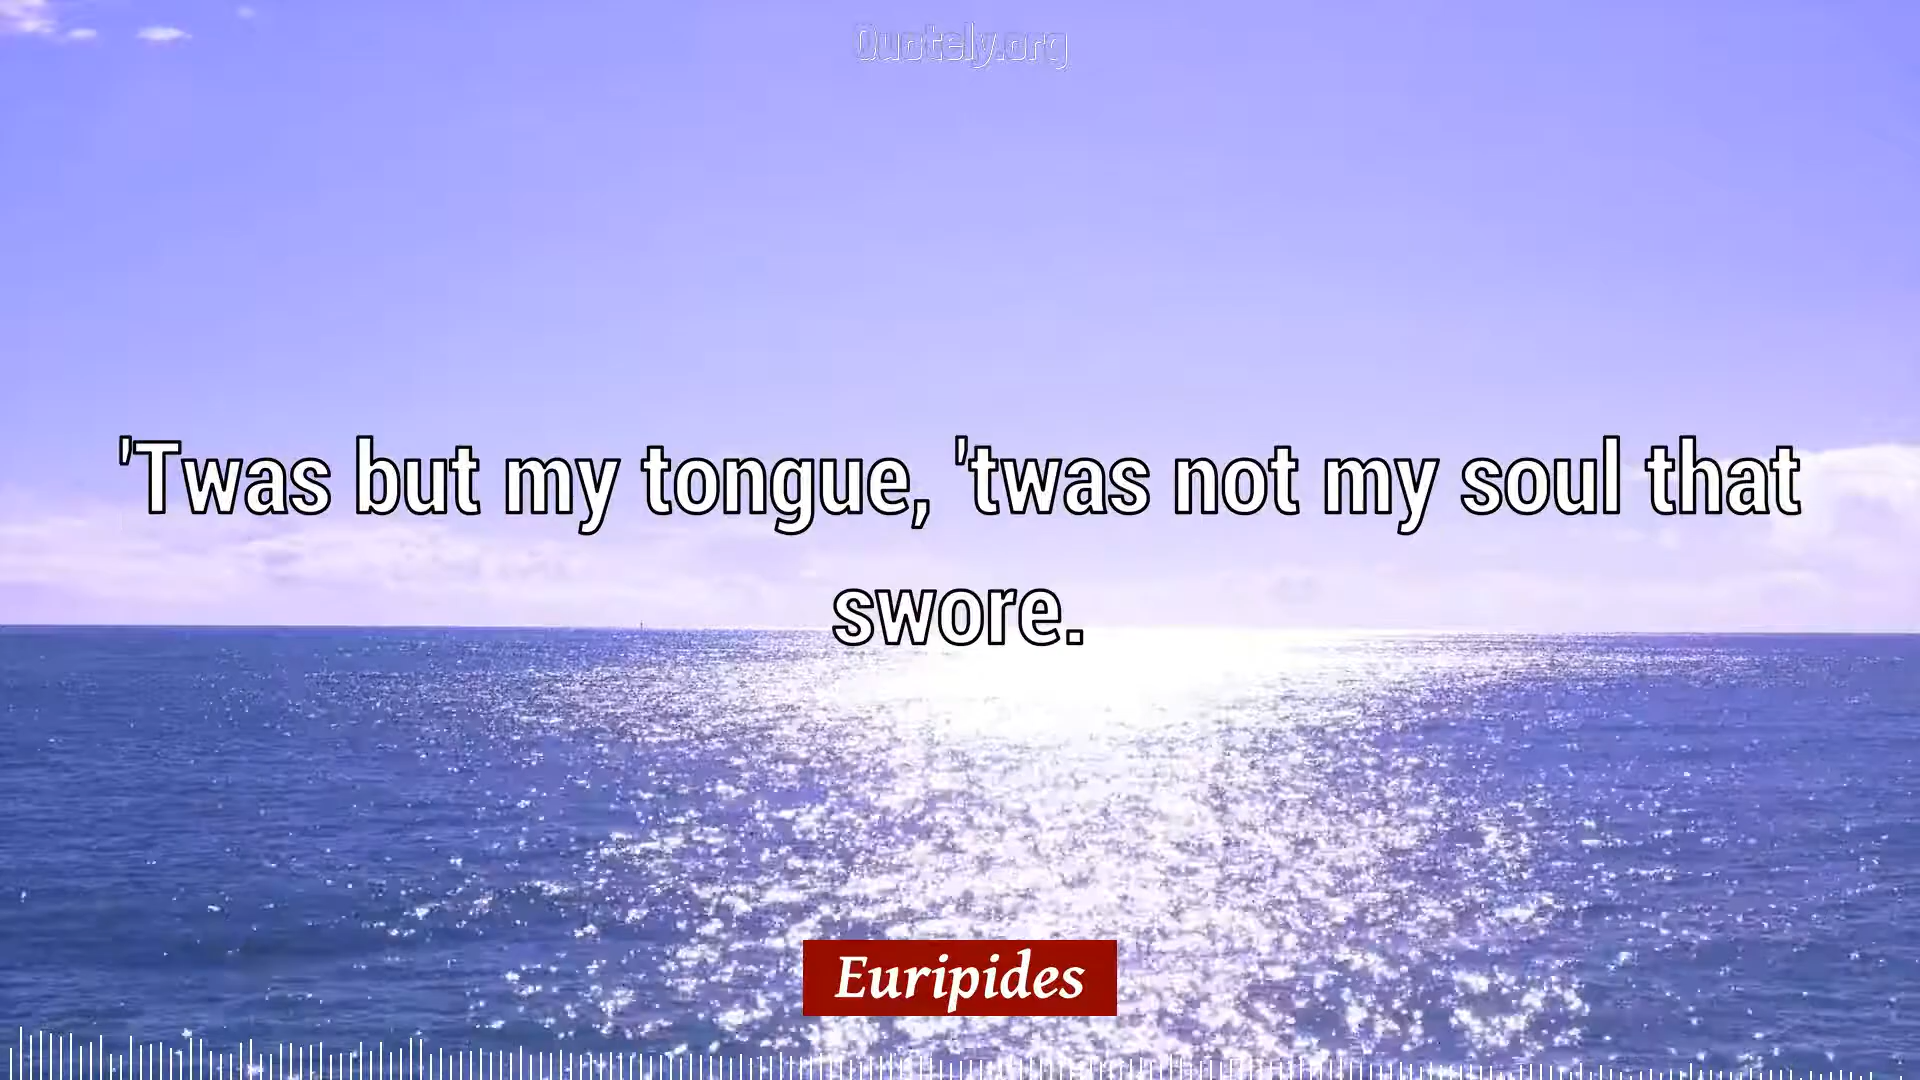 Quotely.org
'Twas but my tongue, 'twas not my soul that
swore.
Euripides